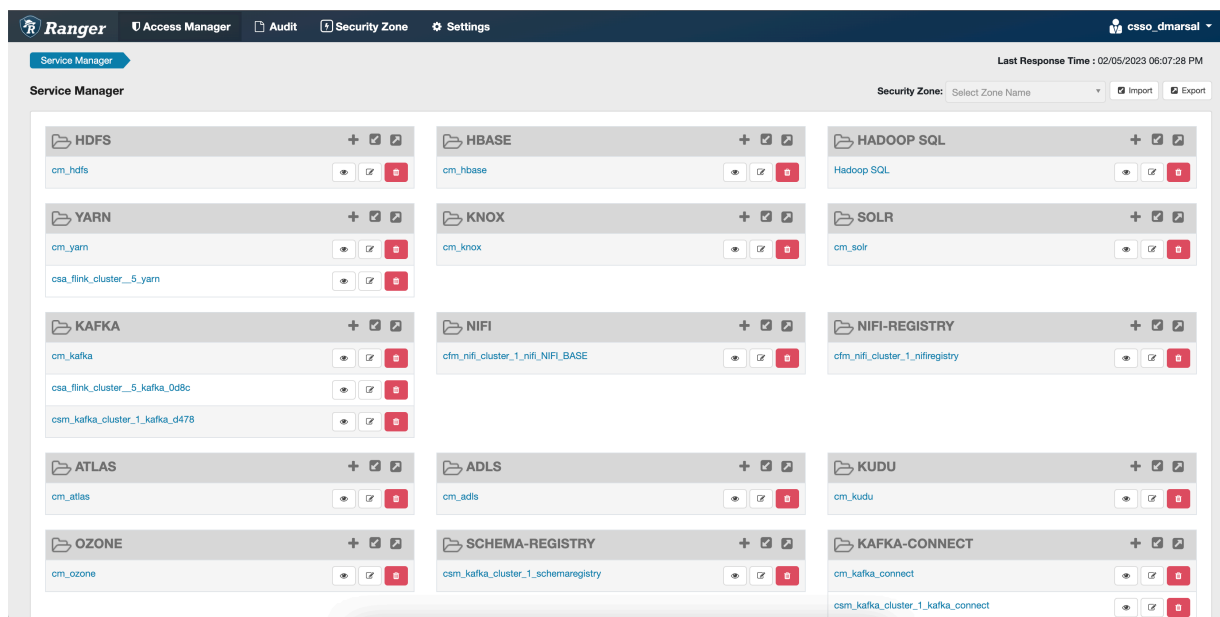 Ranger Access Manager Audit Security Zone Settings csso_dmarsal
Service Manager Last Response Time : 02/05/2023 06:07:28 PM
Service Manager Security Zone: Select Zone Name Import Export
HDFS HBASE HADOOP SQL
cm_hdfs cm_hbase Hadoop SQL
YARN KNOX SOLR
cm_yarn cm_knox cm_solr
csa_flink_cluster__5_yarn
KAFKA NIFI NIFI-REGISTRY
cm_kafka cfm_nifi_cluster_1_nifi_NIFI_BASE cfm_nifi_cluster_1_nifiregistry
csa_flink_cluster__5_kafka_0d8c
csm_kafka_cluster_1_kafka_d478
ATLAS ADLS KUDU
cm_atlas cm_adls cm_kudu
OZONE SCHEMA-REGISTRY KAFKA-CONNECT
cm_ozone csm_kafka_cluster_1_schemaregistry cm_kafka_connect
csm_kafka_cluster_1_kafka_connect